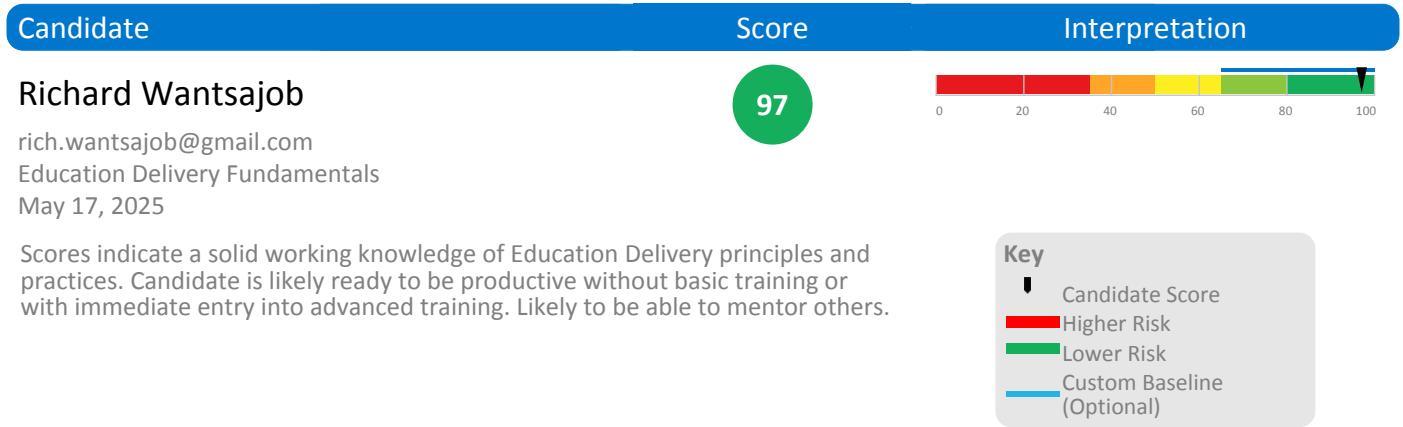 Candidate Score Interpretation
Richard Wantsajob
97
0 20 40 60 80 100
rich.wantsajob@gmail.com
Education Delivery Fundamentals
May 17, 2025
Scores indicate a solid working knowledge of Education Delivery principles and
practices. Candidate is likely ready to be productive without basic training or
with immediate entry into advanced training. Likely to be able to mentor others.
Key
Candidate Score
Higher Risk
Lower Risk
Custom Baseline
(Optional)